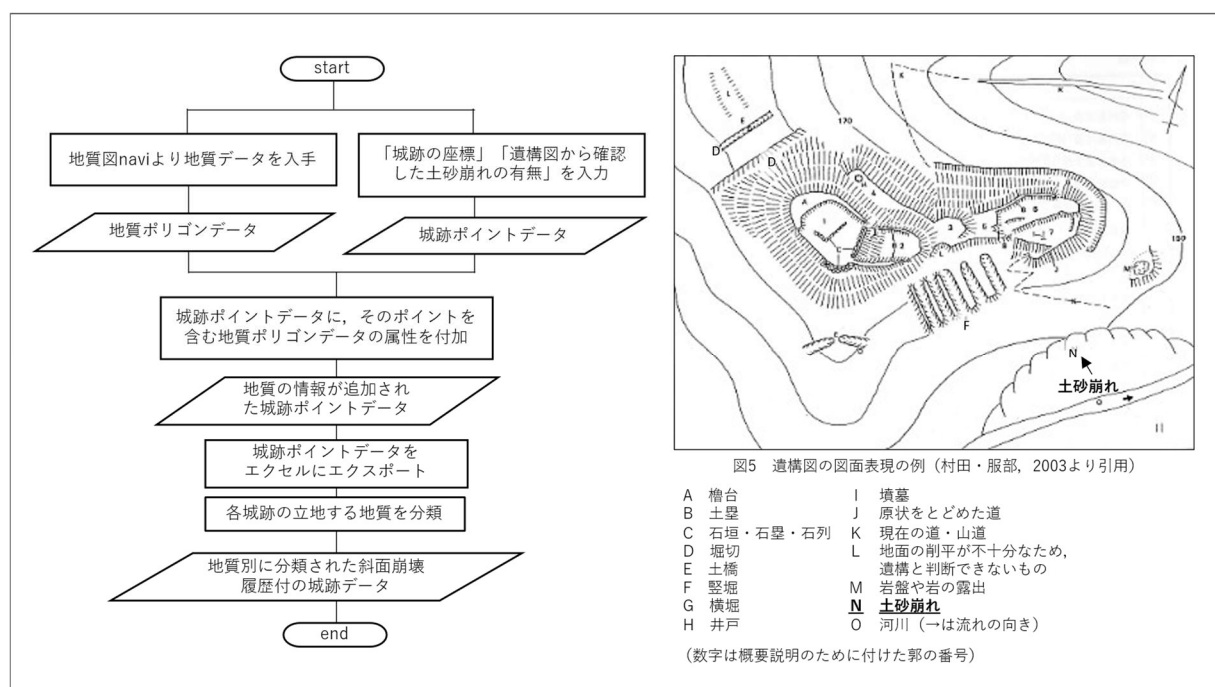 start
地質図naviより地質データを入手
「城跡の座標」「遺構図から確認
した土砂崩れの有無」を入力
地質ポリゴンデータ
城跡ポイントデータ
城跡ポイントデータに，そのポイントを
含む地質ポリゴンデータの属性を付加
地質の情報が追加され
た城跡ポイントデータ
城跡ポイントデータを
エクセルにエクスポート
各城跡の立地する地質を分類
地質別に分類された斜面崩壊
履歴付の城跡データ
end
K
K
L
E
170
D
D
A
4
1
2
3
6
5
7
M
F
N
土砂崩れ
O
図5　遺構図の図面表現の例（村田・服部，2003より引用）
A　櫓台
B　土塁
C　石垣・石塁・石列
D　堀切
E　土橋
F　竪堀
G　横堀
H　井戸
I　墳墓
J　原状をとどめた道
K　現在の道・山道
L　地面の削平が不十分なため，
遺構と判断できないもの
M　岩盤や岩の露出
N　土砂崩れ
O　河川（→は流れの向き）
（数字は概要説明のために付けた郭の番号）